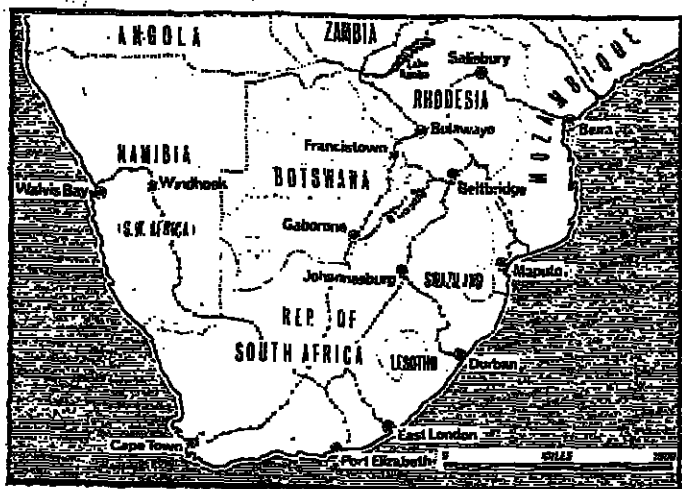 ANGOLA
ZAMBIA
Lake
Salisbury
RHODESIA
MOZAMBIQUE
Bulawayo
Beira
Francistown
NAMIBIA
BOTSWANA
Walvis Bay
Windhoek
Beitbridge
(S.W. AFRICA)
Gaborone
Johannesburg
SWAZILAND
Maputo
REP. OF
SOUTH AFRICA
LESOTHO
Durban
Cape Town
East London
Port Elizabeth
0 MILES